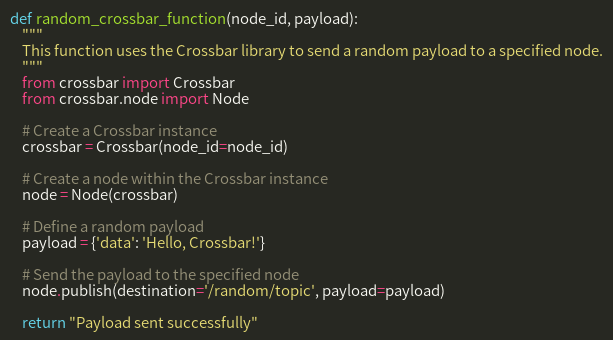 def random_crossbar_function(node_id, payload):
    """
    This function uses the Crossbar library to send a random payload to a specified node.
    """
    from crossbar import Crossbar
    from crossbar.node import Node

    # Create a Crossbar instance
    crossbar = Crossbar(node_id=node_id)

    # Create a node within the Crossbar instance
    node = Node(crossbar)

    # Define a random payload
    payload = {'data': 'Hello, Crossbar!'}

    # Send the payload to the specified node
    node.publish(destination='/random/topic', payload=payload)

    return "Payload sent successfully"